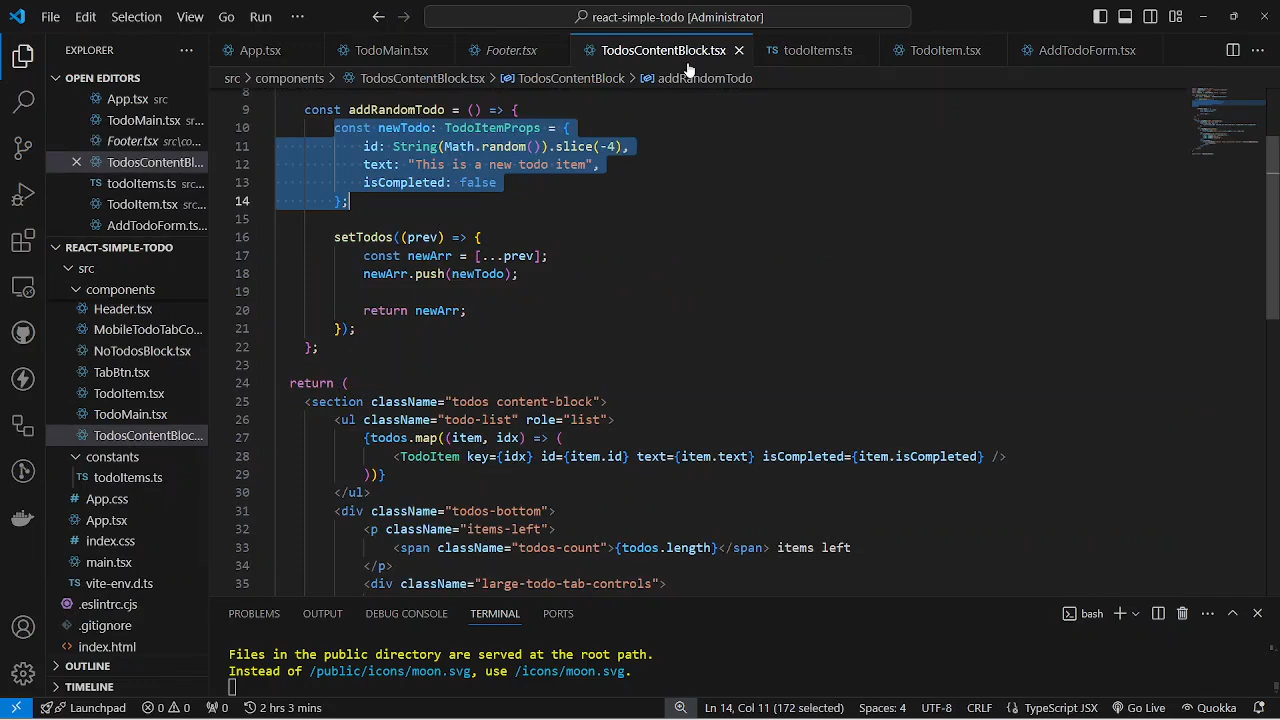 File Edit Selection View Go Run ···
react-simple-todo [Administrator]
EXPLORER ···
App.tsx TodoMain.tsx Footer.tsx TodosContentBlock.tsx todoItems.ts TodoItem.tsx AddTodoForm.tsx ···
src > components > TodosContentBlock.tsx > TodosContentBlock > addRandomTodo
OPEN EDITORS
App.tsx src
TodoMain.tsx src...
Footer.tsx src\co...
TodosContentBl...
todoItems.ts src...
TodoItem.tsx src...
AddTodoForm.ts...
REACT-SIMPLE-TODO
src
components
Header.tsx
MobileTodoTabCo...
NoTodosBlock.tsx
TabBtn.tsx
TodoItem.tsx
TodoMain.tsx
TodosContentBloc...
constants
todoItems.ts
App.css
App.tsx
index.css
main.tsx
vite-env.d.ts
.eslintrc.cjs
.gitignore
index.html
OUTLINE
TIMELINE
8
9 const addRandomTodo = () => {
10 const newTodo: TodoItemProps = {
11 id: String(Math.random()).slice(-4),
12 text: "This is a new todo item",
13 isCompleted: false
14 };
15
16 setTodos((prev) => {
17 const newArr = [...prev];
18 newArr.push(newTodo);
19
20 return newArr;
21 });
22 };
23
24 return (
25 <section className="todos content-block">
26 <ul className="todo-list" role="list">
27 {todos.map((item, idx) => (
28 <TodoItem key={idx} id={item.id} text={item.text} isCompleted={item.isCompleted} />
29 ))}
30 </ul>
31 <div className="todos-bottom">
32 <p className="items-left">
33 <span className="todos-count">{todos.length}</span> items left
34 </p>
35 <div className="large-todo-tab-controls">
PROBLEMS OUTPUT DEBUG CONSOLE TERMINAL PORTS bash ···
Files in the public directory are served at the root path.
Instead of /public/icons/moon.svg, use /icons/moon.svg.
Launchpad 0 0 0 2 hrs 3 mins Ln 14, Col 11 (172 selected) Spaces: 4 UTF-8 CRLF TypeScript JSX Go Live Quokka